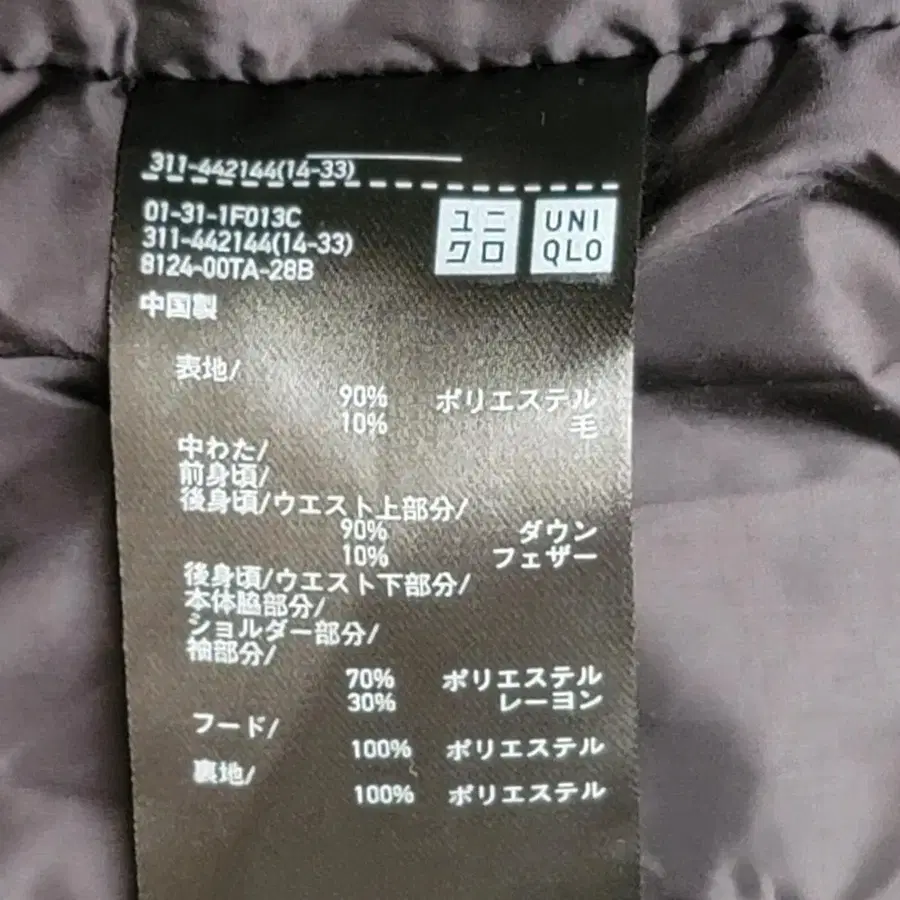 311-442144(14-33)
01-31-1F013C
311-442144(14-33)
8124-00TA-28B
ユニ
クロ
UNI
QLO
中国製
表地/
90% ポリエステル
10% 毛
中わた/
前身頃/
後身頃/ウエスト上部分/
90% ダウン
10% フェザー
後身頃/ウエスト下部分/
本体脇部分/
ショルダー部分/
袖部分/
70% ポリエステル
30% レーヨン
フード/
100% ポリエステル
裏地/
100% ポリエステル